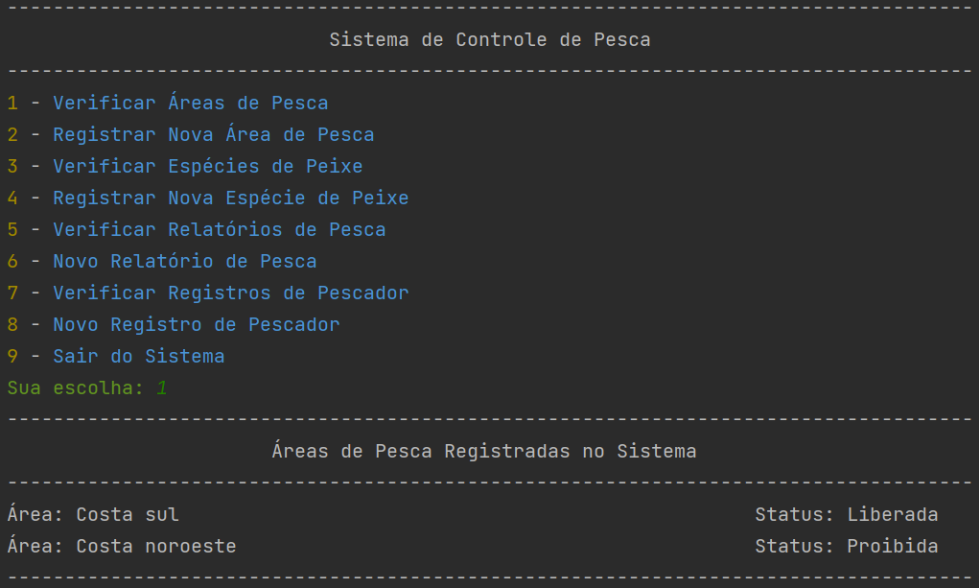 Sistema de Controle de Pesca
1 - Verificar Áreas de Pesca
2 - Registrar Nova Área de Pesca
3 - Verificar Espécies de Peixe
4 - Registrar Nova Espécie de Peixe
5 - Verificar Relatórios de Pesca
6 - Novo Relatório de Pesca
7 - Verificar Registros de Pescador
8 - Novo Registro de Pescador
9 - Sair do Sistema
Sua escolha: 1
Áreas de Pesca Registradas no Sistema
Área: Costa sul Status: Liberada
Área: Costa noroeste Status: Proibida